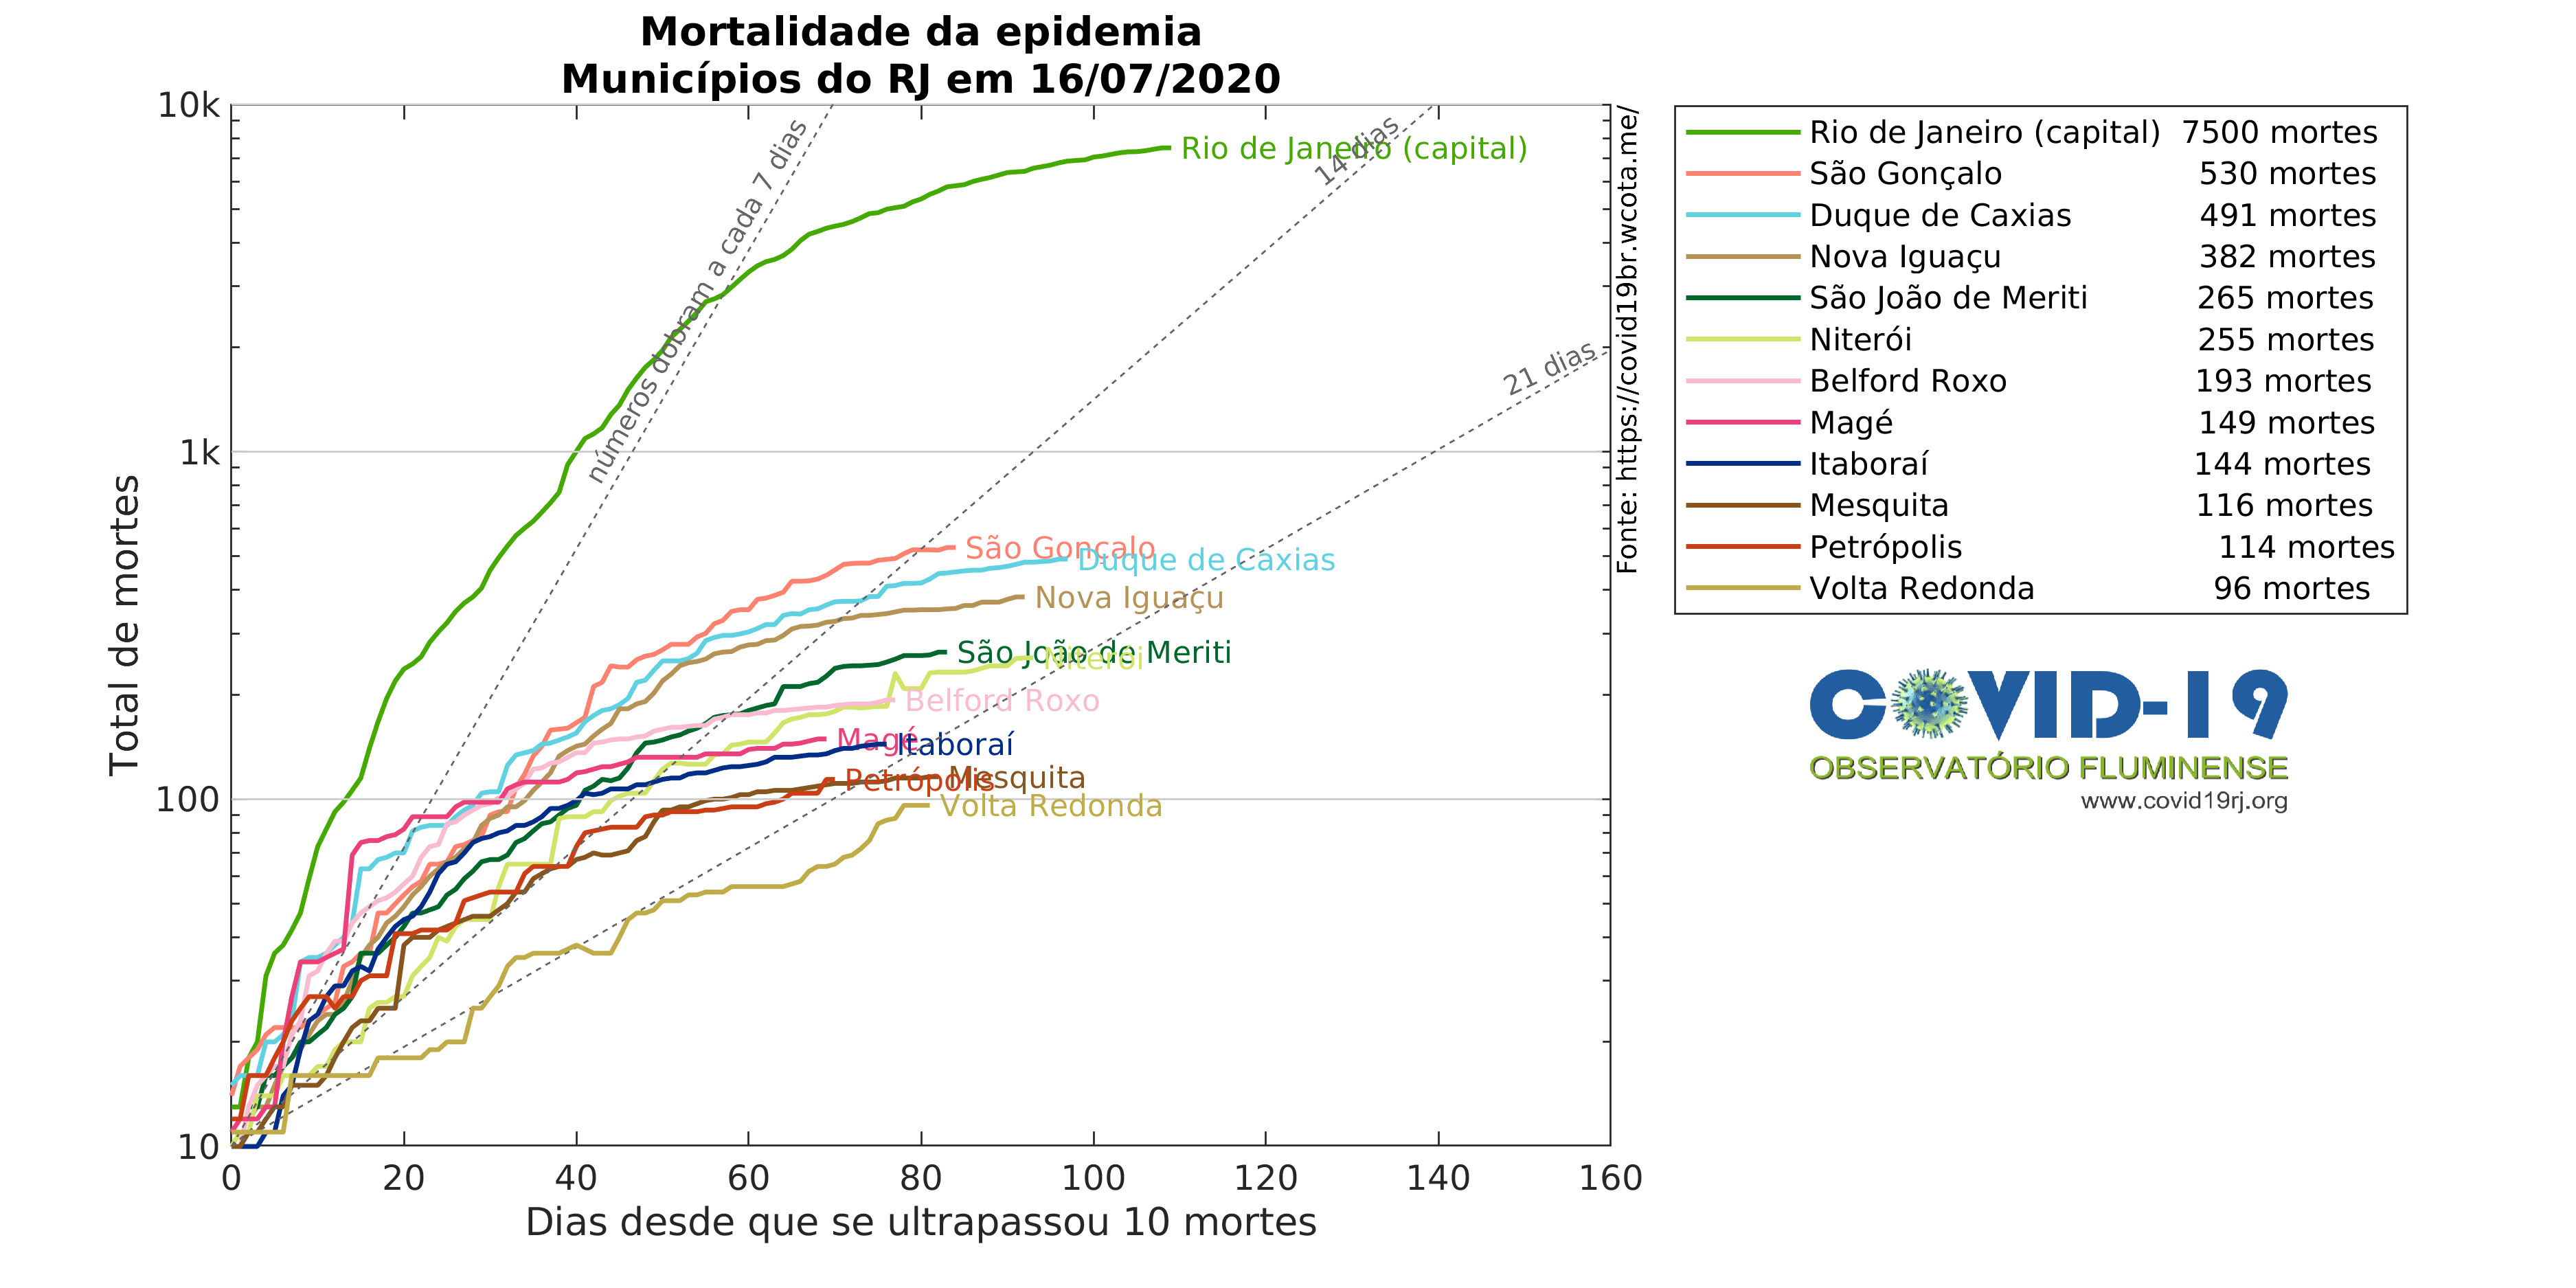 Mortalidade da epidemia
Municípios do RJ em 16/07/2020
10k
1k
100
10
Total de mortes
0 20 40 60 80 100 120 140 160
Dias desde que se ultrapassou 10 mortes
números dobram a cada 7 dias
14 dias
21 dias
Rio de Janeiro (capital)
São Gonçalo
Duque de Caxias
Nova Iguaçu
São João de Meriti
Niterói
Belford Roxo
Magé
Itaboraí
Petrópolis
Mesquita
Volta Redonda
Fonte: https://covid19br.wcota.me/
Rio de Janeiro (capital) 7500 mortes
São Gonçalo 530 mortes
Duque de Caxias 491 mortes
Nova Iguaçu 382 mortes
São João de Meriti 265 mortes
Niterói 255 mortes
Belford Roxo 193 mortes
Magé 149 mortes
Itaboraí 144 mortes
Mesquita 116 mortes
Petrópolis 114 mortes
Volta Redonda 96 mortes
COVID-19
OBSERVATÓRIO FLUMINENSE
www.covid19rj.org